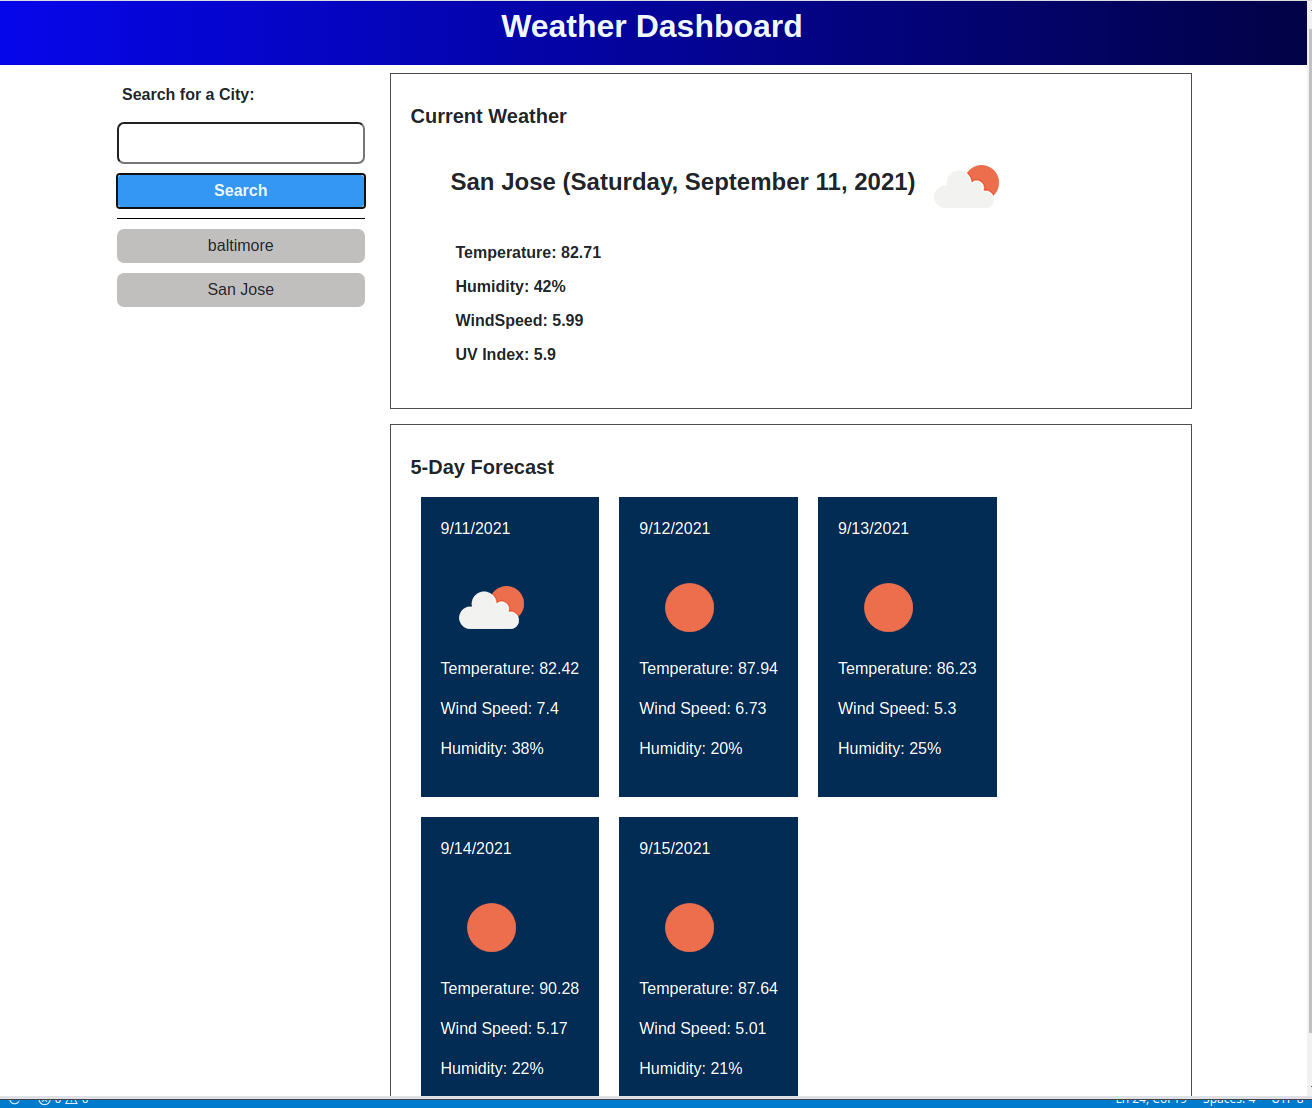 Weather Dashboard
Search for a City:
Search
baltimore
San Jose
Current Weather
San Jose (Saturday, September 11, 2021)
Temperature: 82.71
Humidity: 42%
WindSpeed: 5.99
UV Index: 5.9
5-Day Forecast
9/11/2021
Temperature: 82.42
Wind Speed: 7.4
Humidity: 38%
9/12/2021
Temperature: 87.94
Wind Speed: 6.73
Humidity: 20%
9/13/2021
Temperature: 86.23
Wind Speed: 5.3
Humidity: 25%
9/14/2021
Temperature: 90.28
Wind Speed: 5.17
Humidity: 22%
9/15/2021
Temperature: 87.64
Wind Speed: 5.01
Humidity: 21%